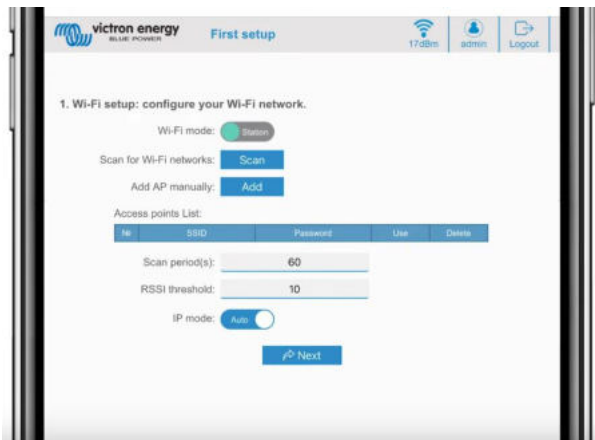 victron energy
BLUE POWER
First setup
17dBm
admin
Logout
1. Wi-Fi setup: configure your Wi-Fi network.
Wi-Fi mode: Station
Scan for Wi-Fi networks: Scan
Add AP manually: Add
Access points List:
№ SSID Password Use Delete
Scan period(s): 60
RSSI threshold: 10
IP mode: Auto
Next